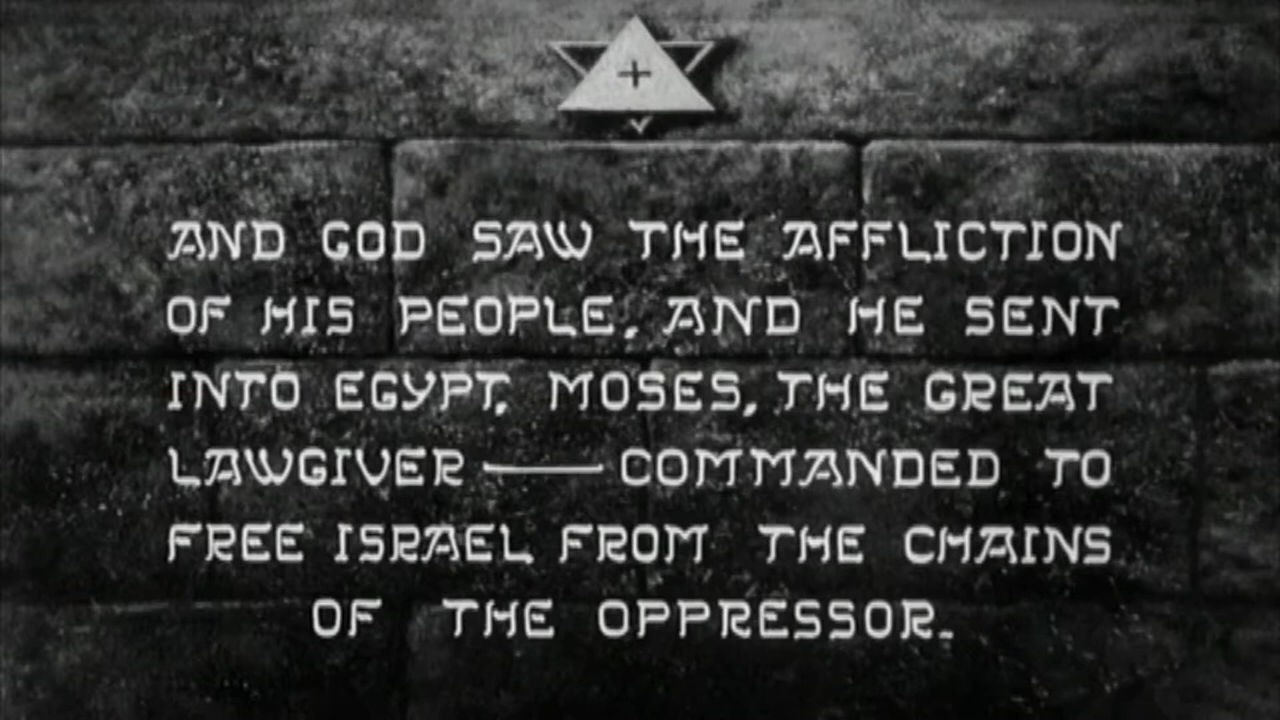 AND GOD SAW THE AFFLICTION
OF HIS PEOPLE, AND HE SENT
INTO EGYPT, MOSES, THE GREAT
LAWGIVER — COMMANDED TO
FREE ISRAEL FROM THE CHAINS
OF THE OPPRESSOR.